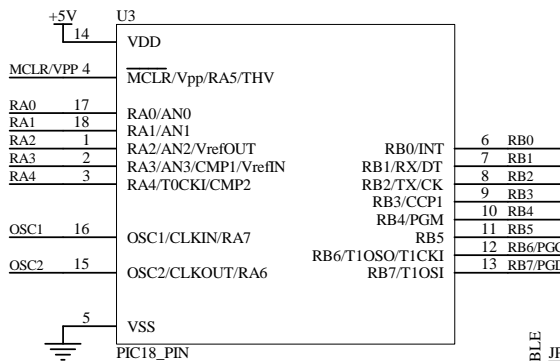 +5V
U3
14 VDD
MCLR/VPP 4 MCLR/Vpp/RA5/THV
RA0 17 RA0/AN0
RA1 18 RA1/AN1
RA2 1 RA2/AN2/VrefOUT
RA3 2 RA3/AN3/CMP1/VrefIN
RA4 3 RA4/T0CKI/CMP2
RB0/INT 6 RB0
RB1/RX/DT 7 RB1
RB2/TX/CK 8 RB2
RB3/CCP1 9 RB3
RB4/PGM 10 RB4
RB5 11 RB5
RB6/T1OSO/T1CKI 12 RB6/PGC
RB7/T1OSI 13 RB7/PGD
OSC1 16 OSC1/CLKIN/RA7
OSC2 15 OSC2/CLKOUT/RA6
5 VSS
PIC18_PIN
BLE